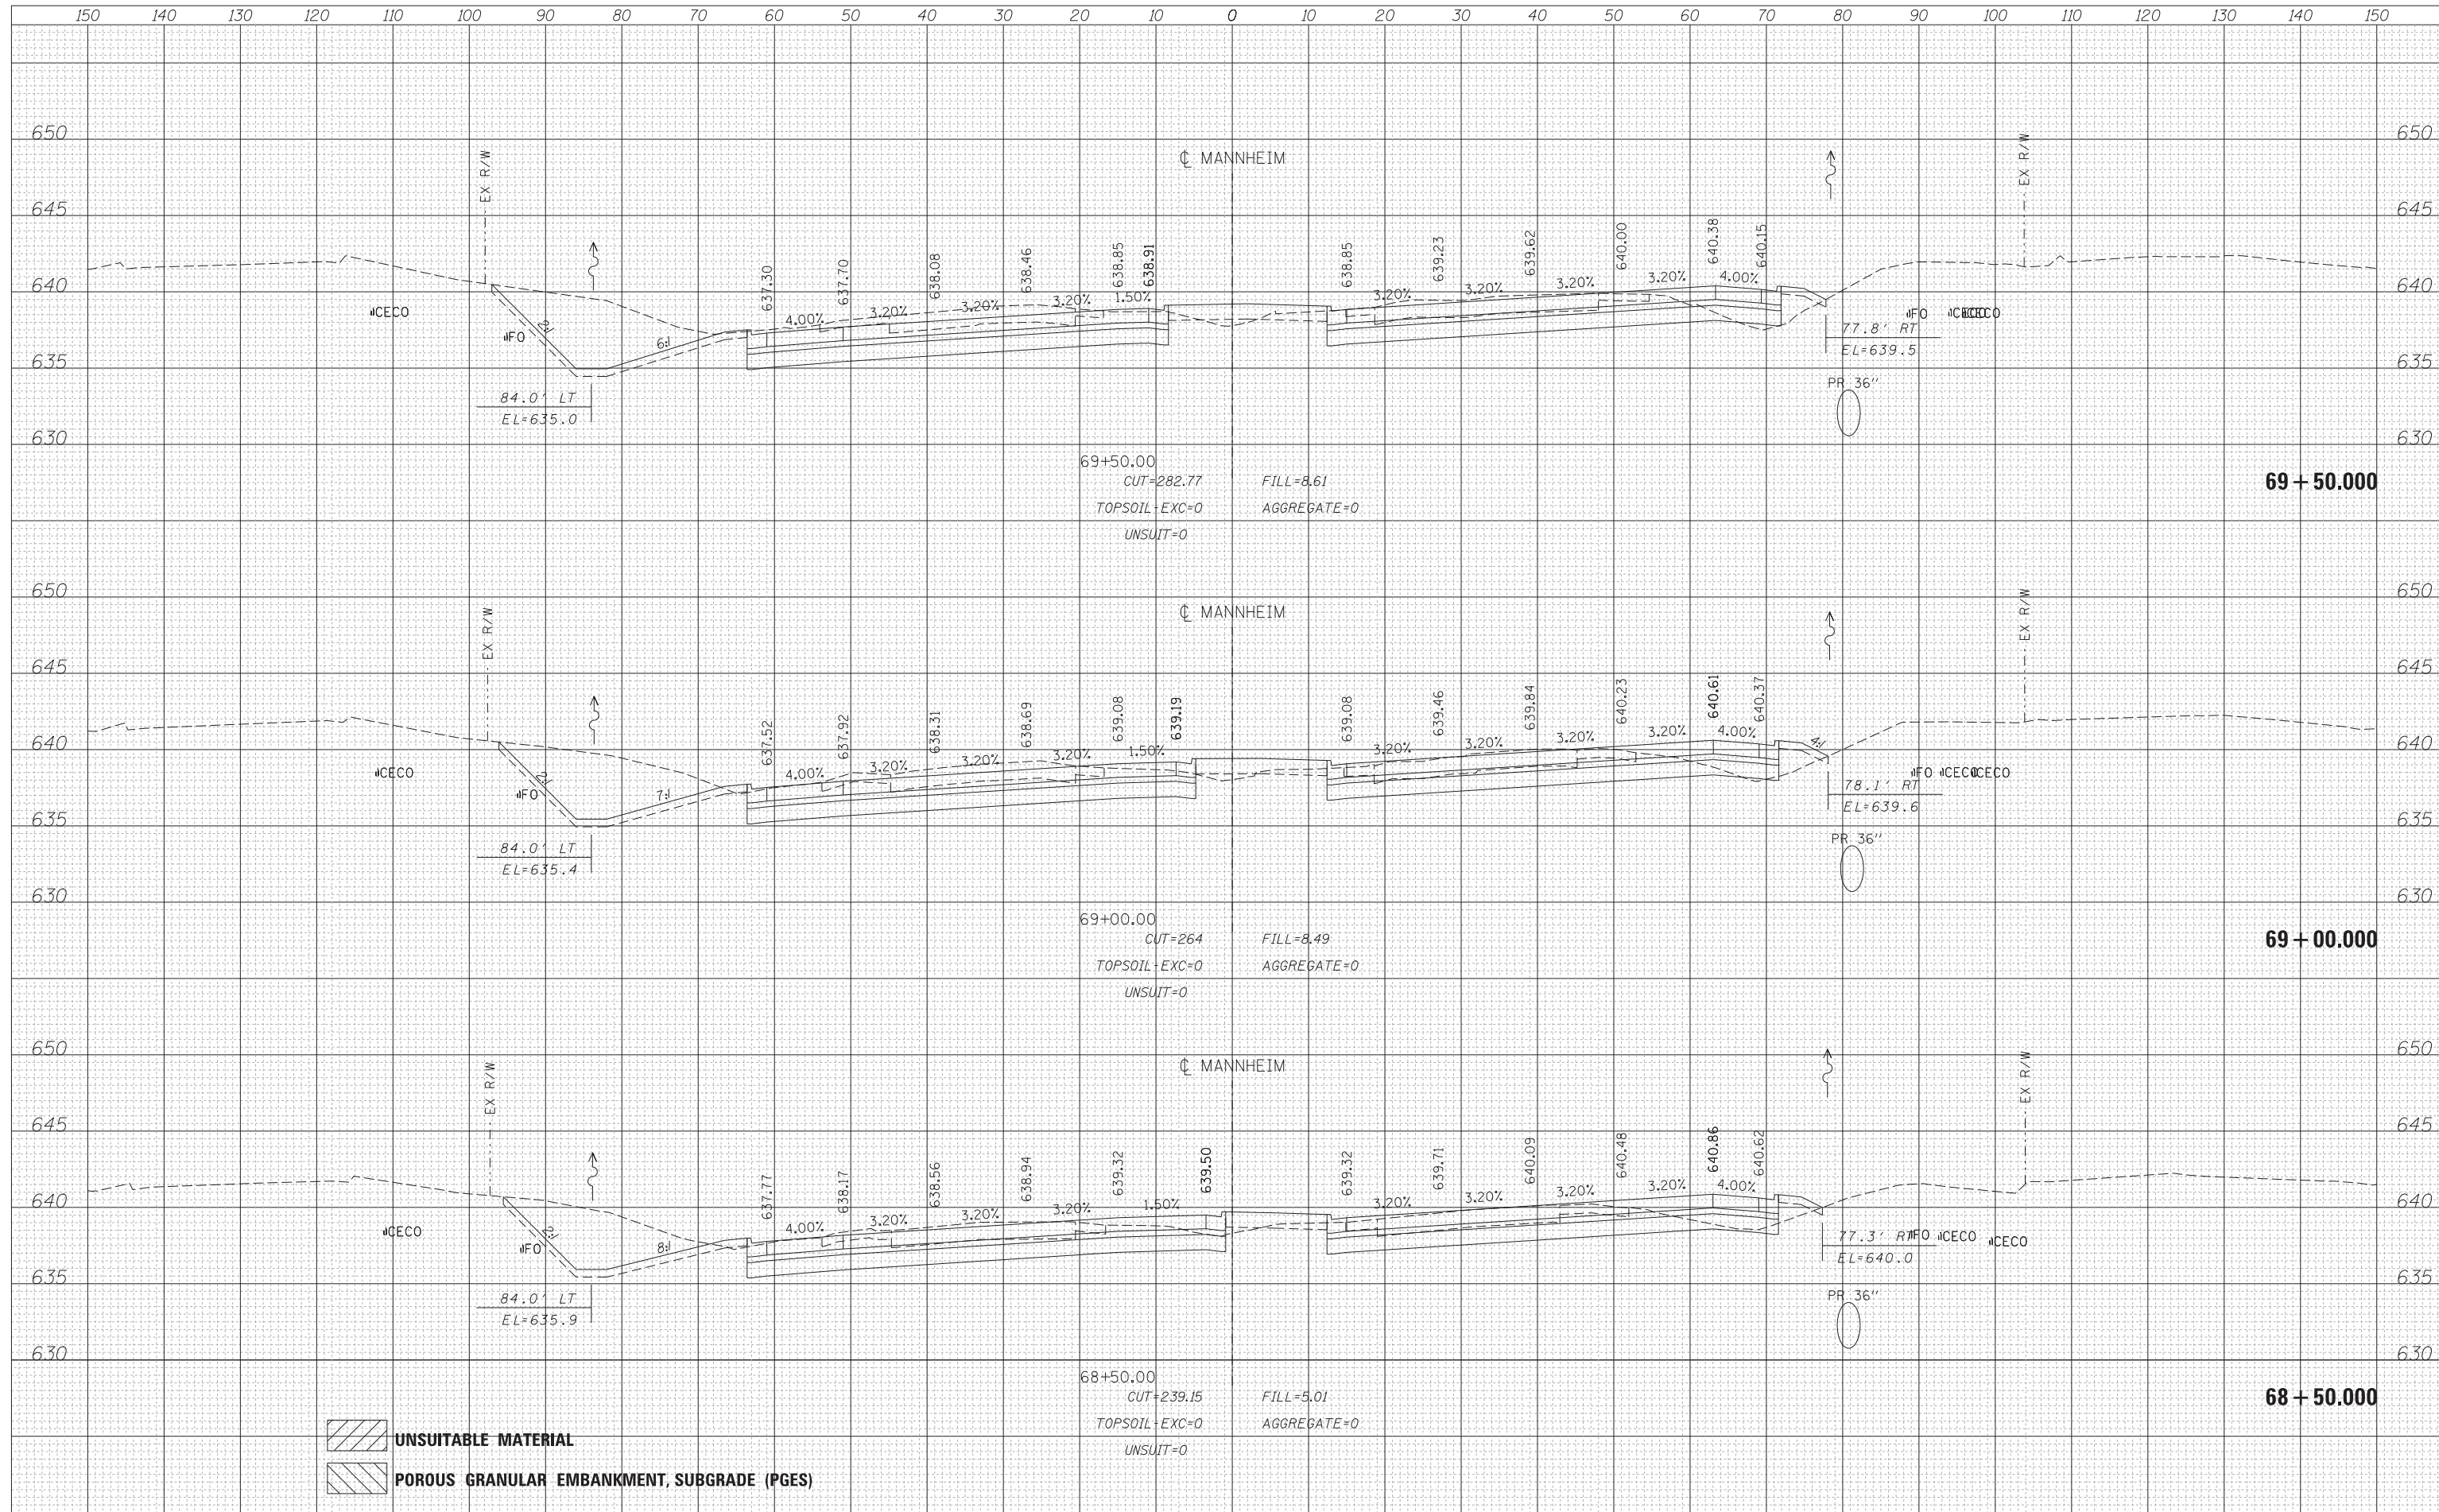 150 140 130 120 110 100 90 80 70 60 50 40 30 20 10 0 10 20 30 40 50 60 70 80 90 100 110 120 130 140 150
650 650
EX R/W ₵ MANNHEIM EX R/W
645 645
637.30 637.70 638.08 638.46 638.85 638.91 638.85 639.23 639.62 640.00 640.38 640.15
640 640
4.00% 3.20% 3.20% 3.20% 1.50% 3.20% 3.20% 3.20% 3.20% 4.00%
CECO FO 2:1 6:1 FO CECO CECO
77.8' RT
EL=639.5
635 635
84.0' LT
EL=635.0
PR 36"
630 630
69+50.00
CUT=282.77 FILL=8.61
69+50.000
TOPSOIL-EXC=0 AGGREGATE=0
UNSUIT=0
650 650
EX R/W ₵ MANNHEIM EX R/W
645 645
637.52 637.92 638.31 638.69 639.08 639.19 639.08 639.46 639.84 640.23 640.61 640.37
640 640
4.00% 3.20% 3.20% 3.20% 1.50% 3.20% 3.20% 3.20% 3.20% 4.00% 4:1
CECO FO 2:1 7:1 FO CECO CECO
78.1' RT
EL=639.6
635 635
84.0' LT
EL=635.4
PR 36"
630 630
69+00.00
CUT=264 FILL=8.49
69+00.000
TOPSOIL-EXC=0 AGGREGATE=0
UNSUIT=0
650 650
EX R/W ₵ MANNHEIM EX R/W
645 645
637.77 638.17 638.56 638.94 639.32 639.50 639.32 639.71 640.09 640.48 640.86 640.62
640 640
4.00% 3.20% 3.20% 3.20% 1.50% 3.20% 3.20% 3.20% 3.20% 4.00%
CECO FO 2:1 8:1 FO CECO CECO
77.3' RT
EL=640.0
635 635
84.0' LT
EL=635.9
PR 36"
630 630
68+50.00
CUT=239.15 FILL=5.01
68+50.000
TOPSOIL-EXC=0 AGGREGATE=0
UNSUIT=0
UNSUITABLE MATERIAL
POROUS GRANULAR EMBANKMENT, SUBGRADE (PGES)